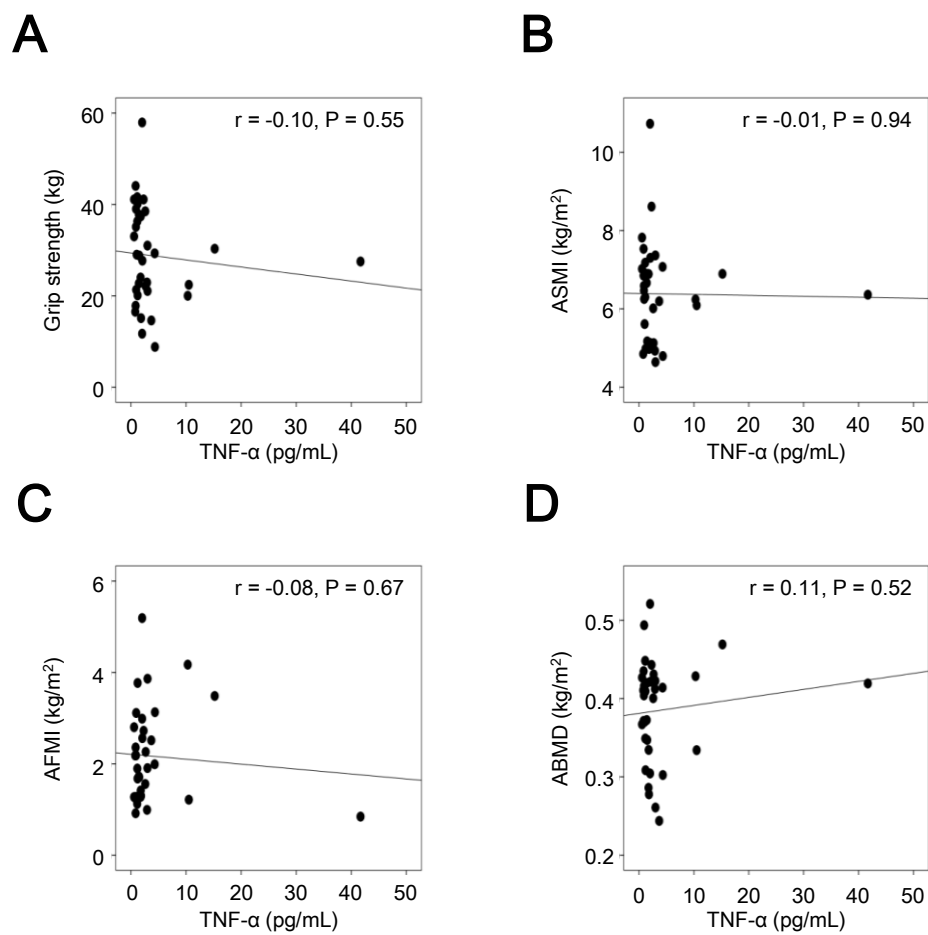 A
r = -0.10, P = 0.55
Grip strength (kg)
60
40
20
0
0 10 20 30 40 50
TNF-α (pg/mL)
B
r = -0.01, P = 0.94
ASMI (kg/m²)
10
8
6
4
0 10 20 30 40 50
TNF-α (pg/mL)
C
r = -0.08, P = 0.67
AFMI (kg/m²)
6
4
2
0
0 10 20 30 40 50
TNF-α (pg/mL)
D
r = 0.11, P = 0.52
ABMD (kg/m²)
0.5
0.4
0.3
0.2
0 10 20 30 40 50
TNF-α (pg/mL)